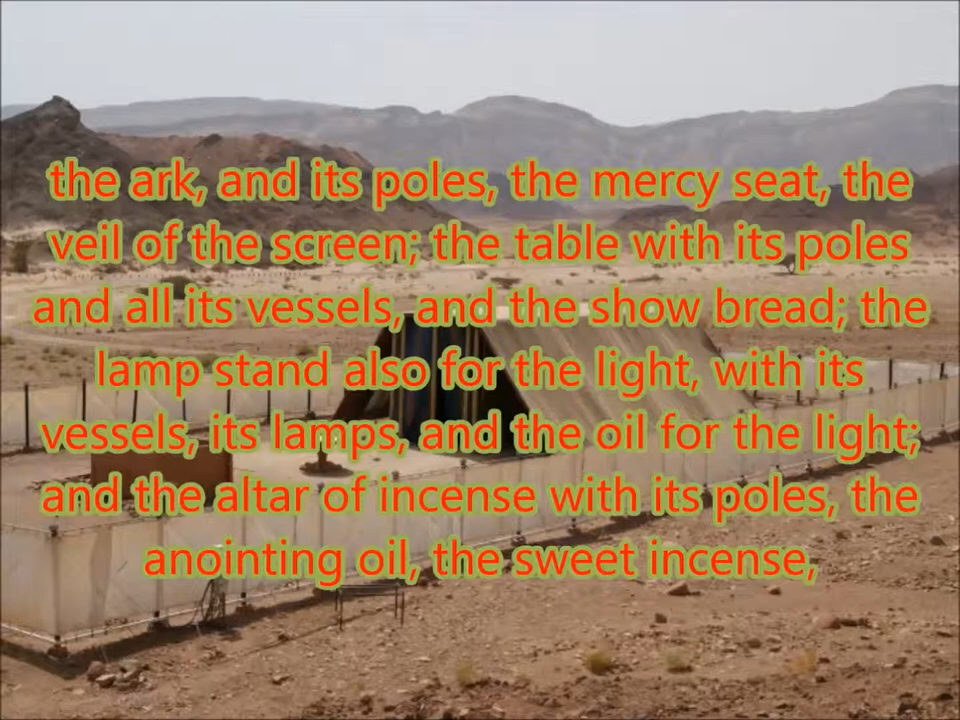 the ark, and its poles, the mercy seat, the
veil of the screen; the table with its poles
and all its vessels, and the show bread; the
lamp stand also for the light, with its
vessels, its lamps, and the oil for the light;
and the altar of incense with its poles, the
anointing oil, the sweet incense,